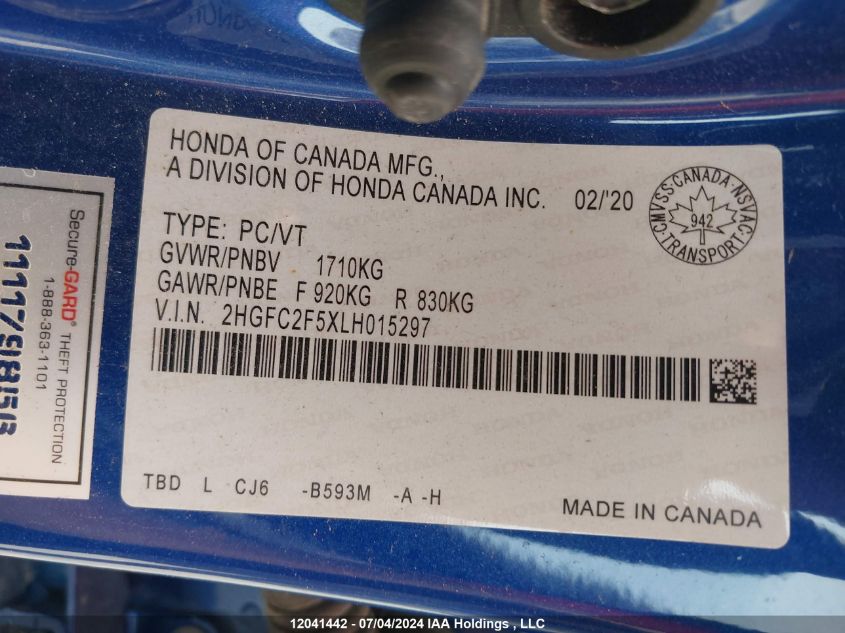 HONDA OF CANADA MFG.,
A DIVISION OF HONDA CANADA INC. 02/'20
CMVSS·CANADA·NSVAC
942
TRANSPORT
TYPE: PC/VT
GVWR/PNBV 1710KG
GAWR/PNBE F 920KG R 830KG
V.I.N. 2HGFC2F5XLH015297
TBD L CJ6 -B593M -A -H
MADE IN CANADA
Secure-GARD® THEFT PROTECTION
1-888-363-1101
12041442 - 07/04/2024 IAA Holdings , LLC